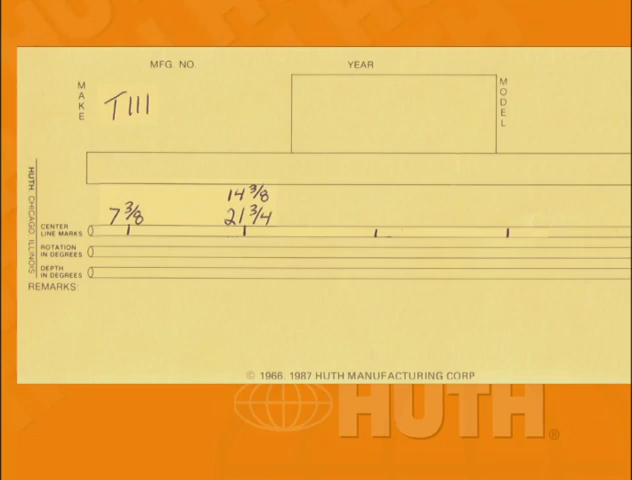 MFG. NO.
YEAR
MAKE
T111
MODEL
HUTH, CHICAGO, ILLINOIS
14 3/8
7 3/8
21 3/4
CENTER
LINE MARKS
ROTATION
IN DEGREES
DEPTH
IN DEGREES
REMARKS:
© 1966, 1987 HUTH MANUFACTURING CORP
HUTH®